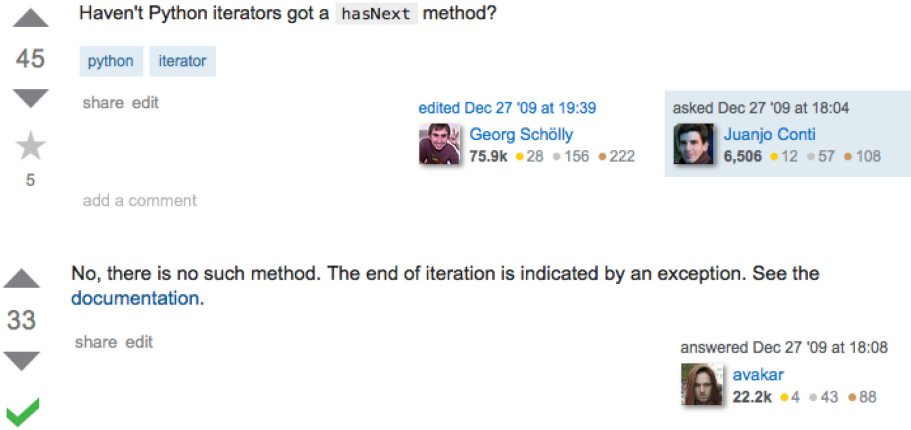 Haven't Python iterators got a hasNext method?
45
python iterator
share edit
edited Dec 27 '09 at 19:39
Georg Schölly
75.9k 28 156 222
asked Dec 27 '09 at 18:04
Juanjo Conti
6,506 12 57 108
5
add a comment
No, there is no such method. The end of iteration is indicated by an exception. See the
documentation.
33
share edit
answered Dec 27 '09 at 18:08
avakar
22.2k 4 43 88